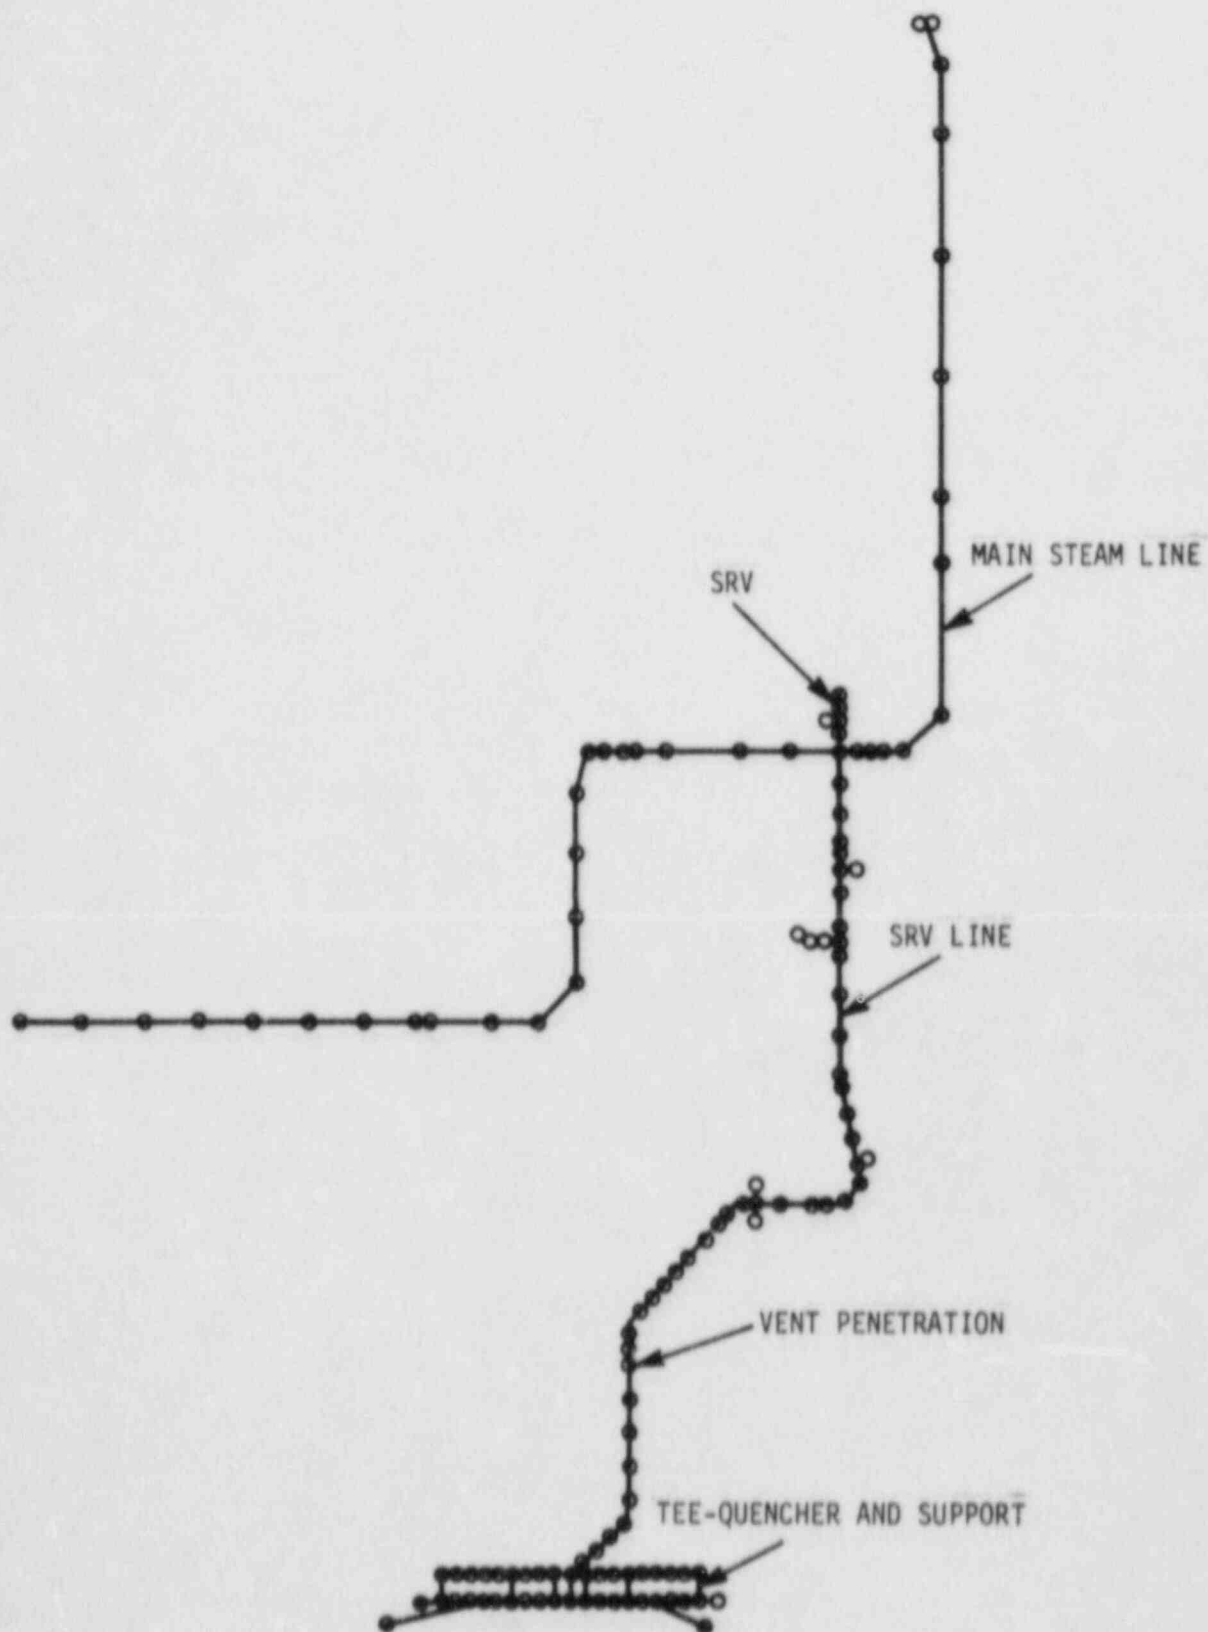 MAIN STEAM LINE
SRV
SRV LINE
VENT PENETRATION
TEE-QUENCHER AND SUPPORT